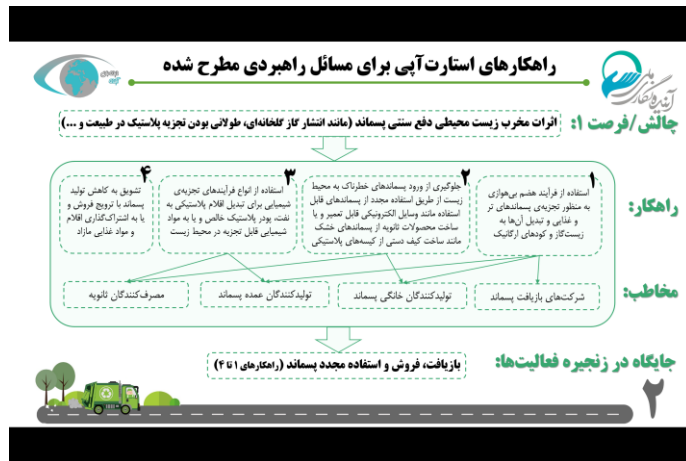 راهکارهای استارت‌آپی برای مسائل راهبردی مطرح شده
آینده‌نگاری ملی
چالش/فرصت ۱:
اثرات مخرب زیست محیطی دفع سنتی پسماند (مانند انتشار گاز گلخانه‌ای، طولانی بودن تجزیه پلاستیک در طبیعت و ...)
راهکار:
۱
استفاده از فرآیند هضم بی‌هوازی
به منظور تجزیه‌ی پسماندهای تر
و غذایی و تبدیل آن‌ها به
زیست‌گاز و کودهای ارگانیک
۲
جلوگیری از ورود پسماندهای خطرناک به محیط
زیست از طریق استفاده مجدد از پسماندهای قابل
استفاده مانند وسایل الکترونیکی قابل تعمیر و یا
ساخت محصولات ثانویه از پسماندهای خشک
مانند ساخت کیف دستی از کیسه‌های پلاستیکی
۳
استفاده از انواع فرآیندهای تجزیه‌ی
شیمیایی برای تبدیل اقلام پلاستیکی به
نفت، پودر پلاستیک خالص و یا به مواد
شیمیایی قابل تجزیه در محیط زیست
۴
تشویق به کاهش تولید
پسماند با ترویج فروش و
یا به اشتراک‌گذاری اقلام
و مواد غذایی مازاد
مخاطب:
شرکت‌های بازیافت پسماند
تولیدکنندگان خانگی پسماند
تولیدکنندگان عمده پسماند
مصرف‌کنندگان ثانویه
جایگاه در زنجیره فعالیت‌ها:
بازیافت، فروش و استفاده مجدد پسماند (راهکارهای ۱ تا ۴)
۲